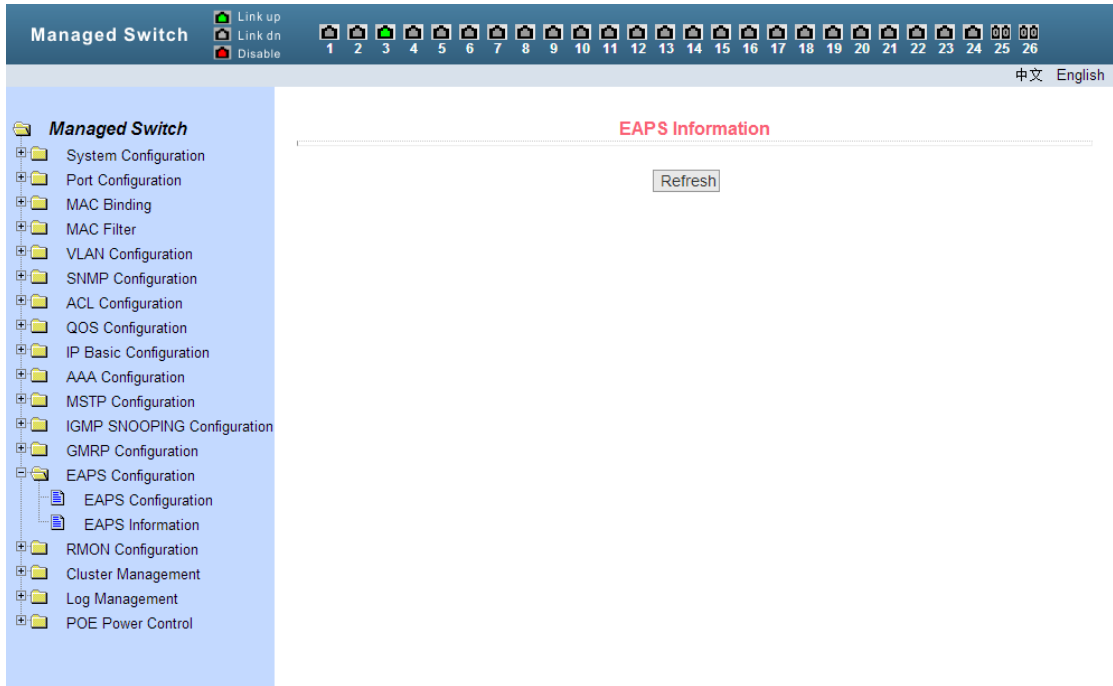 Managed Switch
Link up
Link dn
Disable
1 2 3 4 5 6 7 8 9 10 11 12 13 14 15 16 17 18 19 20 21 22 23 24 25 26
中文 English
Managed Switch
System Configuration
Port Configuration
MAC Binding
MAC Filter
VLAN Configuration
SNMP Configuration
ACL Configuration
QOS Configuration
IP Basic Configuration
AAA Configuration
MSTP Configuration
IGMP SNOOPING Configuration
GMRP Configuration
EAPS Configuration
EAPS Configuration
EAPS Information
RMON Configuration
Cluster Management
Log Management
POE Power Control
EAPS Information
Refresh